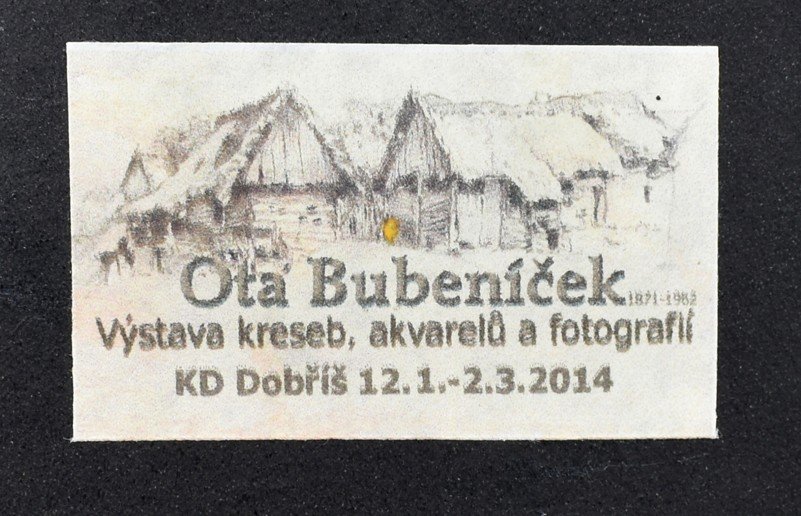 Ota Bubeníček 1871-1962
Výstava kreseb, akvarelů a fotografií
KD Dobříš 12.1.-2.3.2014